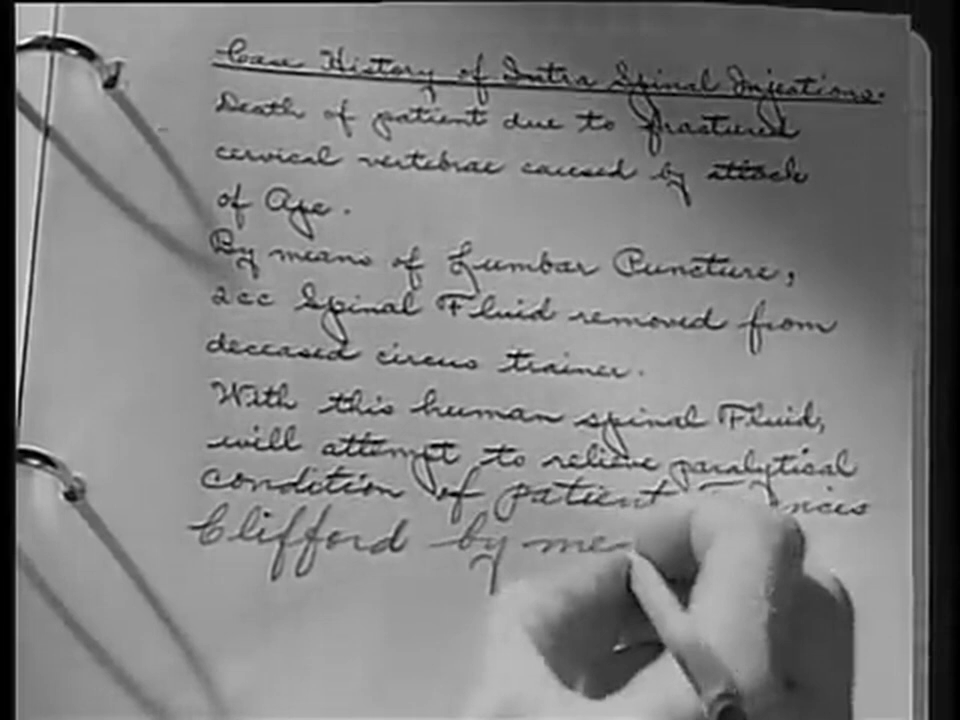 Case History of Intra Spinal Injections.
Death of patient due to fractured
cervical vertebrae caused by attack
of Ape.
By means of Lumbar Puncture,
2cc Spinal Fluid removed from
deceased circus trainer.
With this human spinal Fluid,
will attempt to relieve paralytical
condition of patient
Clifford by me